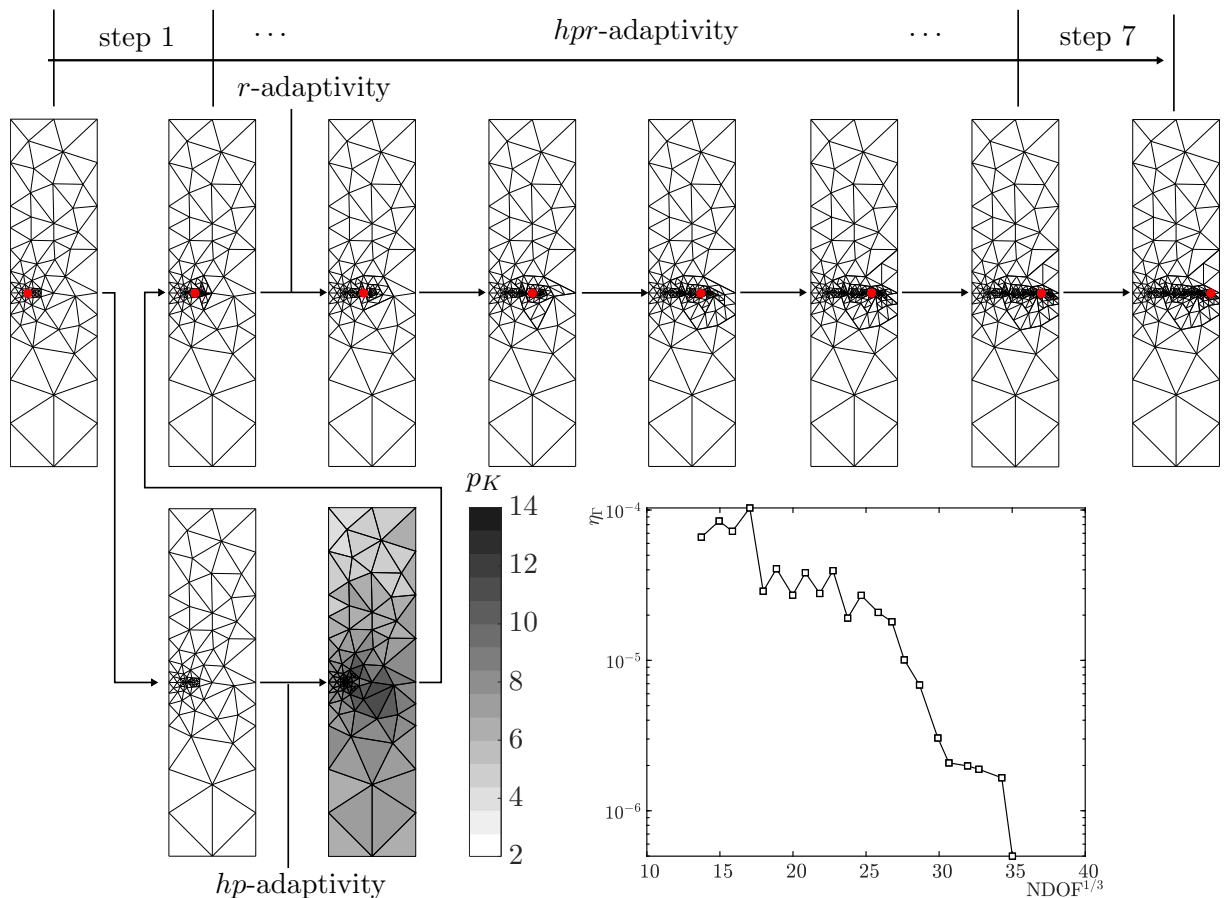 step 1
...
hpr-adaptivity
...
step 7
r-adaptivity
p_K
14
12
10
8
6
4
2
hp-adaptivity
η_Γ
10^{-4}
10^{-5}
10^{-6}
10 15 20 25 30 35 40
NDOF^{1/3}